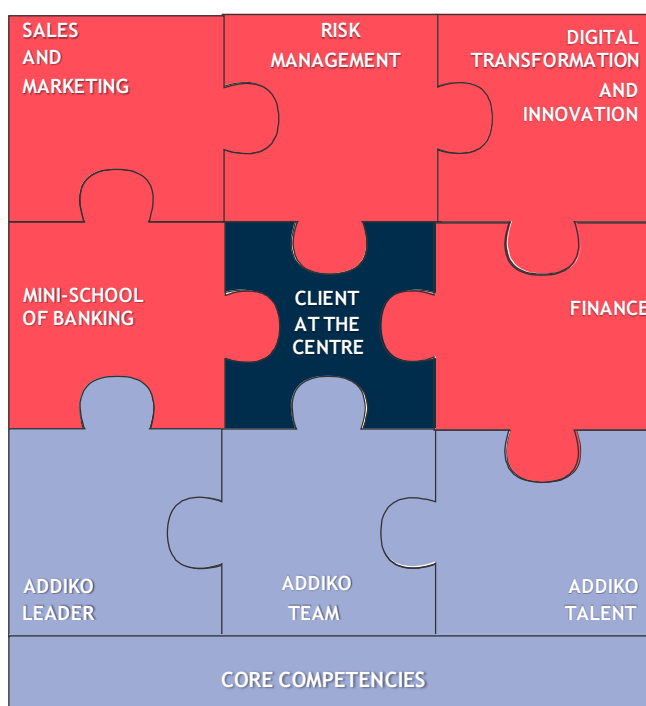 SALES
AND
MARKETING
RISK
MANAGEMENT
DIGITAL
TRANSFORMATION
AND
INNOVATION
MINI-SCHOOL
OF BANKING
CLIENT
AT THE
CENTRE
FINANCE
ADDIKO
LEADER
ADDIKO
TEAM
ADDIKO
TALENT
CORE COMPETENCIES